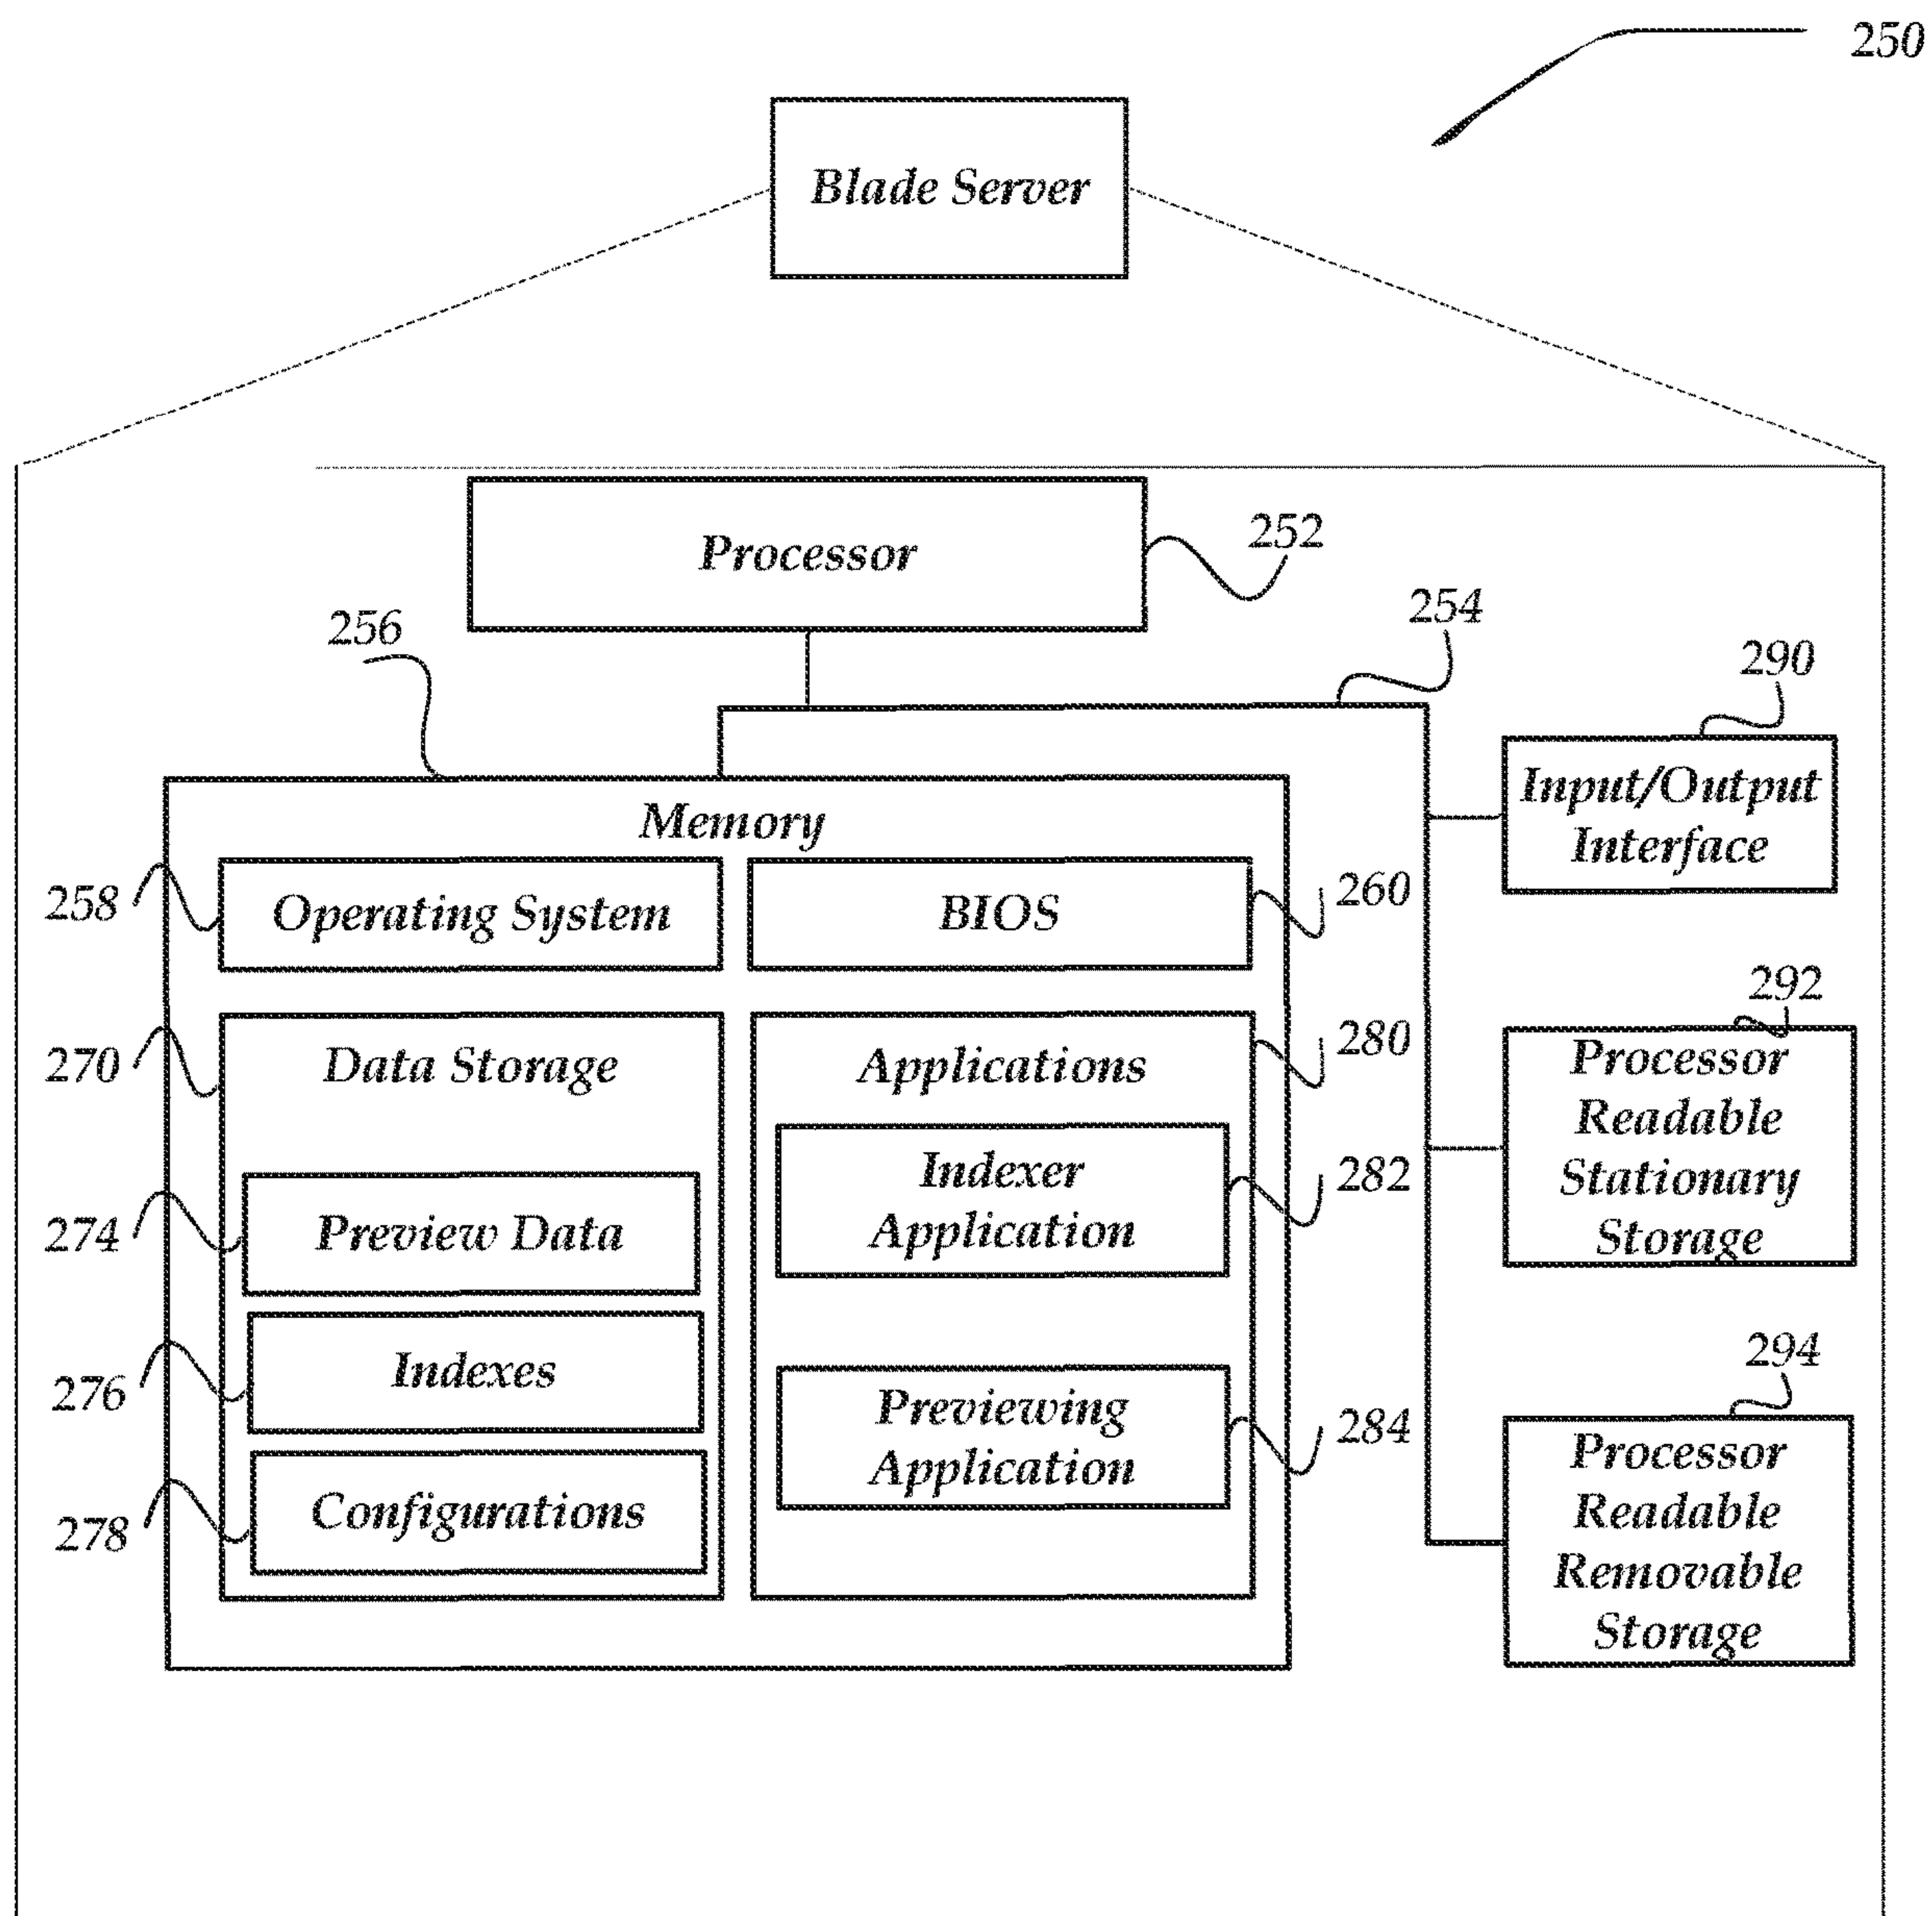 250
Blade Server
Processor
252
256
254
290
Input/Output
Interface
Memory
258
Operating System
BIOS
260
292
Processor
Readable
Stationary
Storage
270
Data Storage
Applications
280
Indexer
Application
282
274
Preview Data
276
Indexes
294
Processor
Readable
Removable
Storage
Previewing
Application
284
278
Configurations